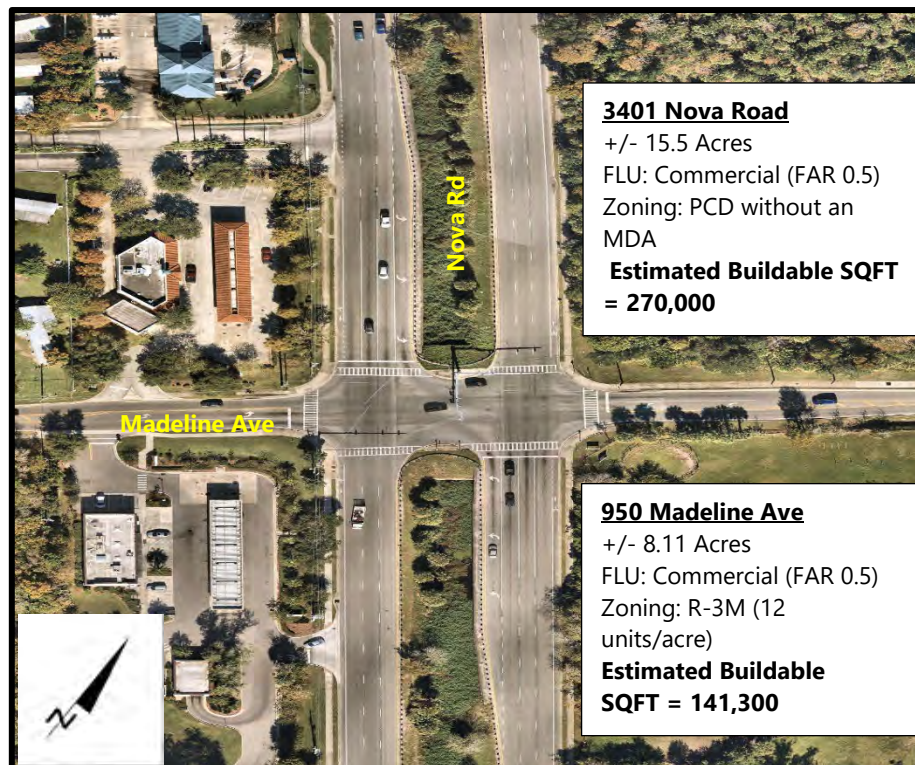 3401 Nova Road
+/- 15.5 Acres
FLU: Commercial (FAR 0.5)
Zoning: PCD without an
MDA
Estimated Buildable SQFT
= 270,000
Nova Rd
Madeline Ave
950 Madeline Ave
+/- 8.11 Acres
FLU: Commercial (FAR 0.5)
Zoning: R-3M (12
units/acre)
Estimated Buildable
SQFT = 141,300
N